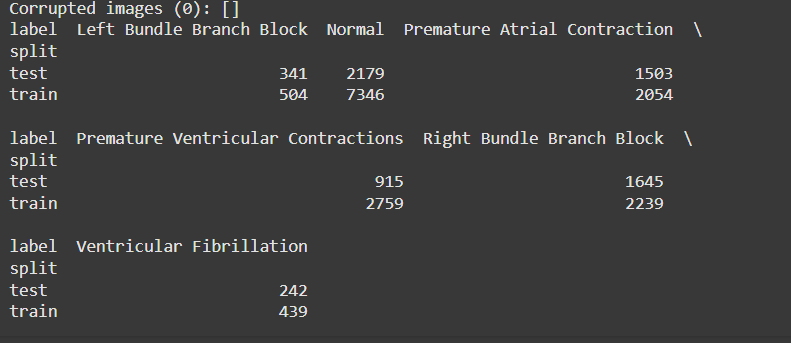 Corrupted images (0): []
label  Left Bundle Branch Block  Normal  Premature Atrial Contraction  \
split
test                        341    2179                          1503
train                       504    7346                          2054

label  Premature Ventricular Contractions  Right Bundle Branch Block  \
split
test                                  915                       1645
train                                2759                       2239

label  Ventricular Fibrillation
split
test                        242
train                       439